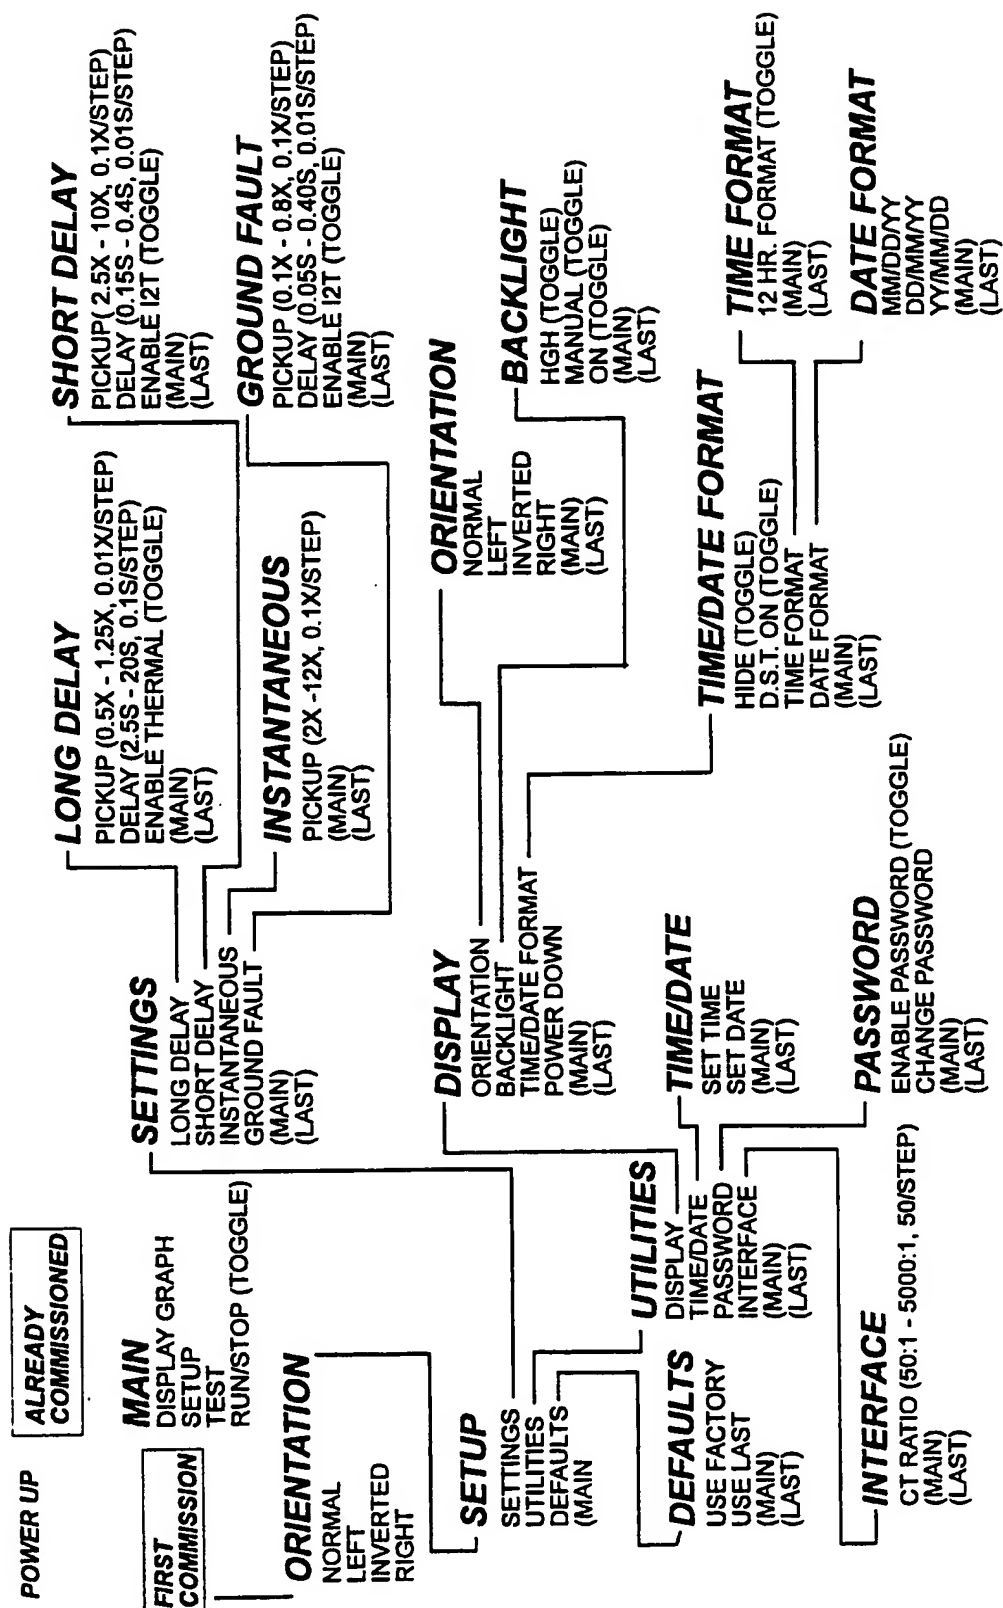 POWER UP
ALREADY
COMMISSIONED
FIRST
COMMISSION
MAIN
DISPLAY GRAPH
SETUP
TEST
RUN/STOP (TOGGLE)
ORIENTATION
NORMAL
LEFT
INVERTED
RIGHT
SETUP
SETTINGS
UTILITIES
DEFAULTS
(MAIN
SETTINGS
LONG DELAY
SHORT DELAY
INSTANTANEOUS
GROUND FAULT
(MAIN)
(LAST)
LONG DELAY
PICKUP (0.5X - 1.25X, 0.01X/STEP)
DELAY (2.5S - 20S, 0.1S/STEP)
ENABLE THERMAL (TOGGLE)
(MAIN)
(LAST)
SHORT DELAY
PICKUP( 2.5X - 10X, 0.1X/STEP)
DELAY (0.15S - 0.4S, 0.01S/STEP)
ENABLE I2T (TOGGLE)
(MAIN)
(LAST)
INSTANTANEOUS
PICKUP (2X -12X, 0.1X/STEP)
(MAIN)
(LAST)
GROUND FAULT
PICKUP (0.1X - 0.8X, 0.1X/STEP)
DELAY (0.05S - 0.40S, 0.01S/STEP)
ENABLE I2T (TOGGLE)
(MAIN)
(LAST)
UTILITIES
DISPLAY
TIME/DATE
PASSWORD
INTERFACE
(MAIN)
(LAST)
DISPLAY
ORIENTATION
BACKLIGHT
TIME/DATE FORMAT
POWER DOWN
(MAIN)
(LAST)
ORIENTATION
NORMAL
LEFT
INVERTED
RIGHT
(MAIN)
(LAST)
BACKLIGHT
HGH (TOGGLE)
MANUAL (TOGGLE)
ON (TOGGLE)
(MAIN)
(LAST)
TIME/DATE FORMAT
HIDE (TOGGLE)
D.S.T. ON (TOGGLE)
TIME FORMAT
DATE FORMAT
(MAIN)
(LAST)
TIME FORMAT
12 HR. FORMAT (TOGGLE)
(MAIN)
(LAST)
DATE FORMAT
MM/DD/YY
DD/MM/YY
YY/MM/DD
(MAIN)
(LAST)
TIME/DATE
SET TIME
SET DATE
(MAIN)
(LAST)
PASSWORD
ENABLE PASSWORD (TOGGLE)
CHANGE PASSWORD
(MAIN)
(LAST)
DEFAULTS
USE FACTORY
USE LAST
(MAIN)
(LAST)
INTERFACE
CT RATIO (50:1 - 5000:1, 50/STEP)
(MAIN)
(LAST)